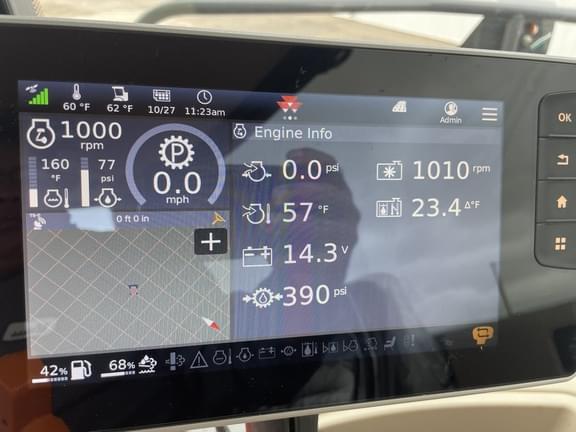 60 °F 62 °F 10/27 11:23am Admin
1000 rpm
160 °F 77 psi
P
0.0 mph
Engine Info
0.0 psi 1010 rpm
57 °F 23.4 Δ°F
14.3 V
390 psi
0 ft 0 in
+
42% 68%
OK